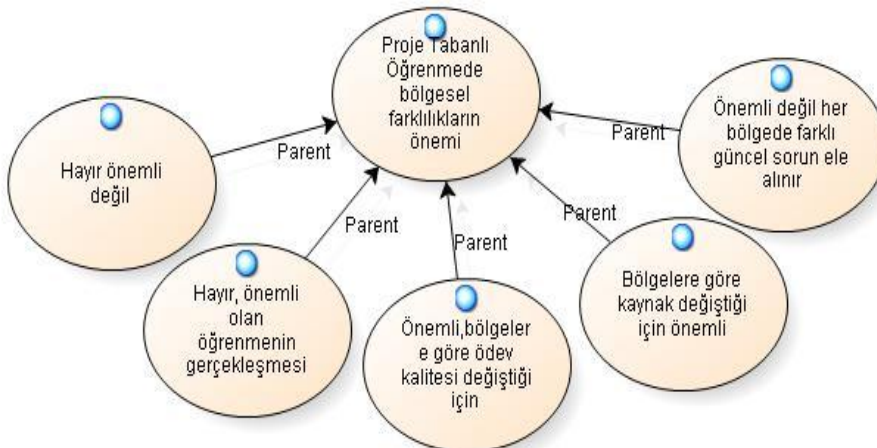 Proje Tabanlı
Öğrenmede
bölgesel
farklılıkların
önemi
Hayır önemli
değil
Parent
Hayır, önemli
olan
öğrenmenin
gerçekleşmesi
Parent
Önemli,bölgeler
e göre ödev
kalitesi değiştiği
için
Parent
Bölgelere göre
kaynak değiştiği
için önemli
Parent
Önemli değil her
bölgede farklı
güncel sorun ele
alınır
Parent